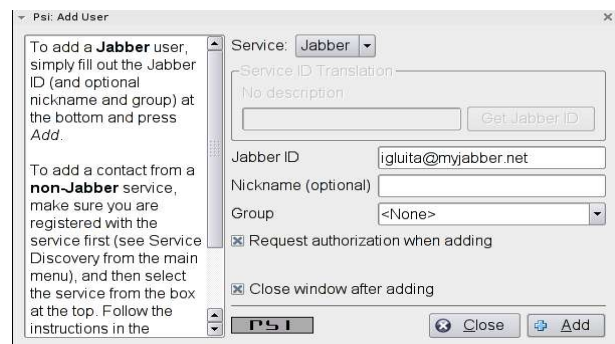 Psi: Add User
To add a Jabber user,
simply fill out the Jabber
ID (and optional
nickname and group) at
the bottom and press
Add.
To add a contact from a
non-Jabber service,
make sure you are
registered with the
service first (see Service
Discovery from the main
menu), and then select
the service from the box
at the top. Follow the
instructions in the
Service: Jabber
Service ID Translation
No description
Get Jabber ID
Jabber ID igluita@myjabber.net
Nickname (optional)
Group <None>
Request authorization when adding
Close window after adding
PSI
Close Add